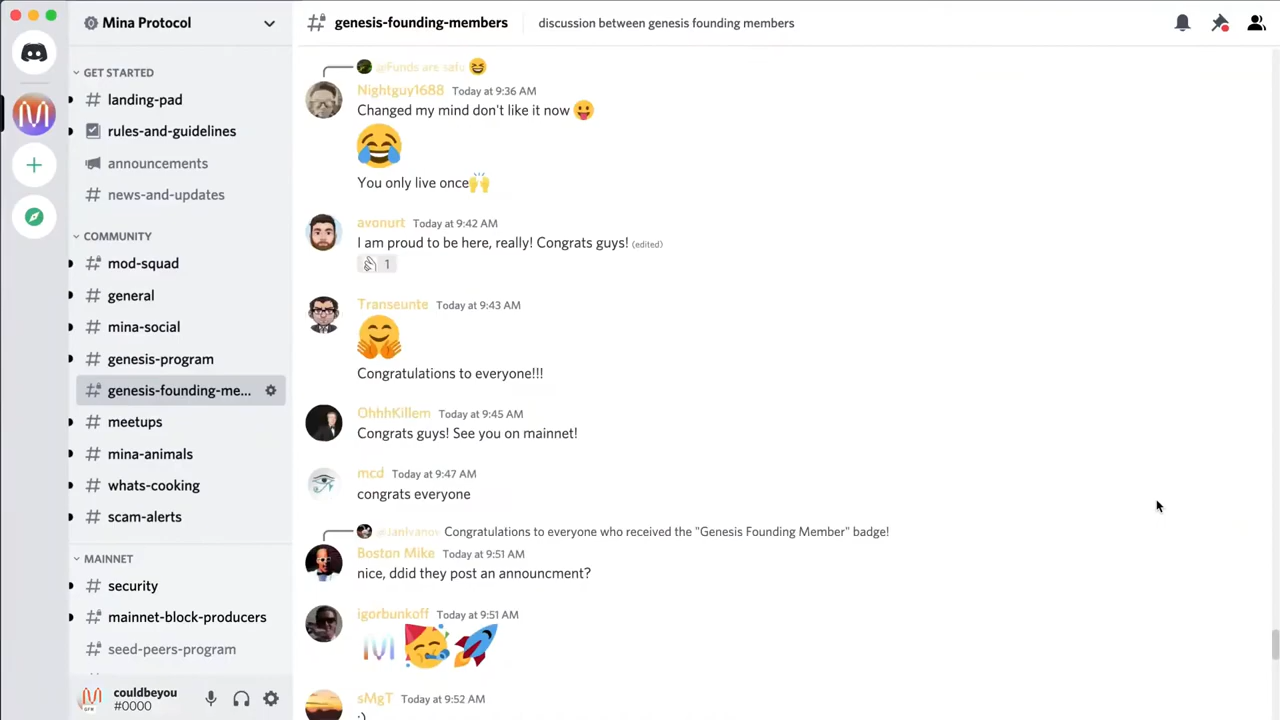 Mina Protocol
GET STARTED
landing-pad
rules-and-guidelines
announcements
news-and-updates
COMMUNITY
mod-squad
general
mina-social
genesis-program
genesis-founding-me...
meetups
mina-animals
whats-cooking
scam-alerts
MAINNET
security
mainnet-block-producers
seed-peers-program
couldbeyou
#0000
genesis-founding-members
discussion between genesis founding members
@Funds are safu
Nightguy1688 Today at 9:36 AM
Changed my mind don't like it now
You only live once
avonurt Today at 9:42 AM
I am proud to be here, really! Congrats guys! (edited)
1
Transeunte Today at 9:43 AM
Congratulations to everyone!!!
OhhhKillem Today at 9:45 AM
Congrats guys! See you on mainnet!
mcd Today at 9:47 AM
congrats everyone
Congratulations to everyone who received the "Genesis Founding Member" badge!
Boston Mike Today at 9:51 AM
nice, ddid they post an announcment?
igorbunkoff Today at 9:51 AM
sMgT Today at 9:52 AM
:)